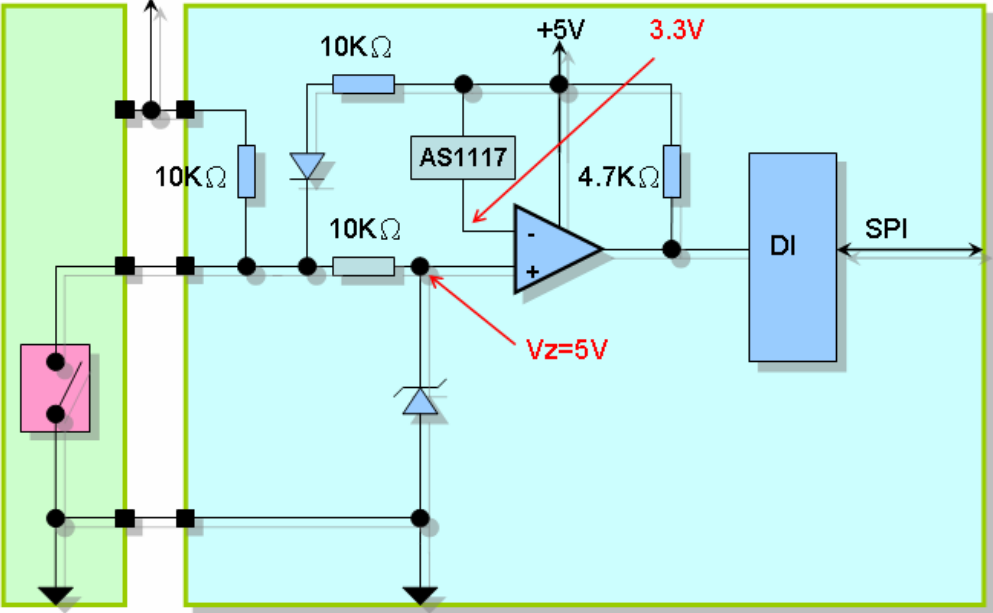 10KΩ
+5V
3.3V
AS1117
10KΩ
4.7KΩ
10KΩ
-
DI
SPI
+
Vz=5V